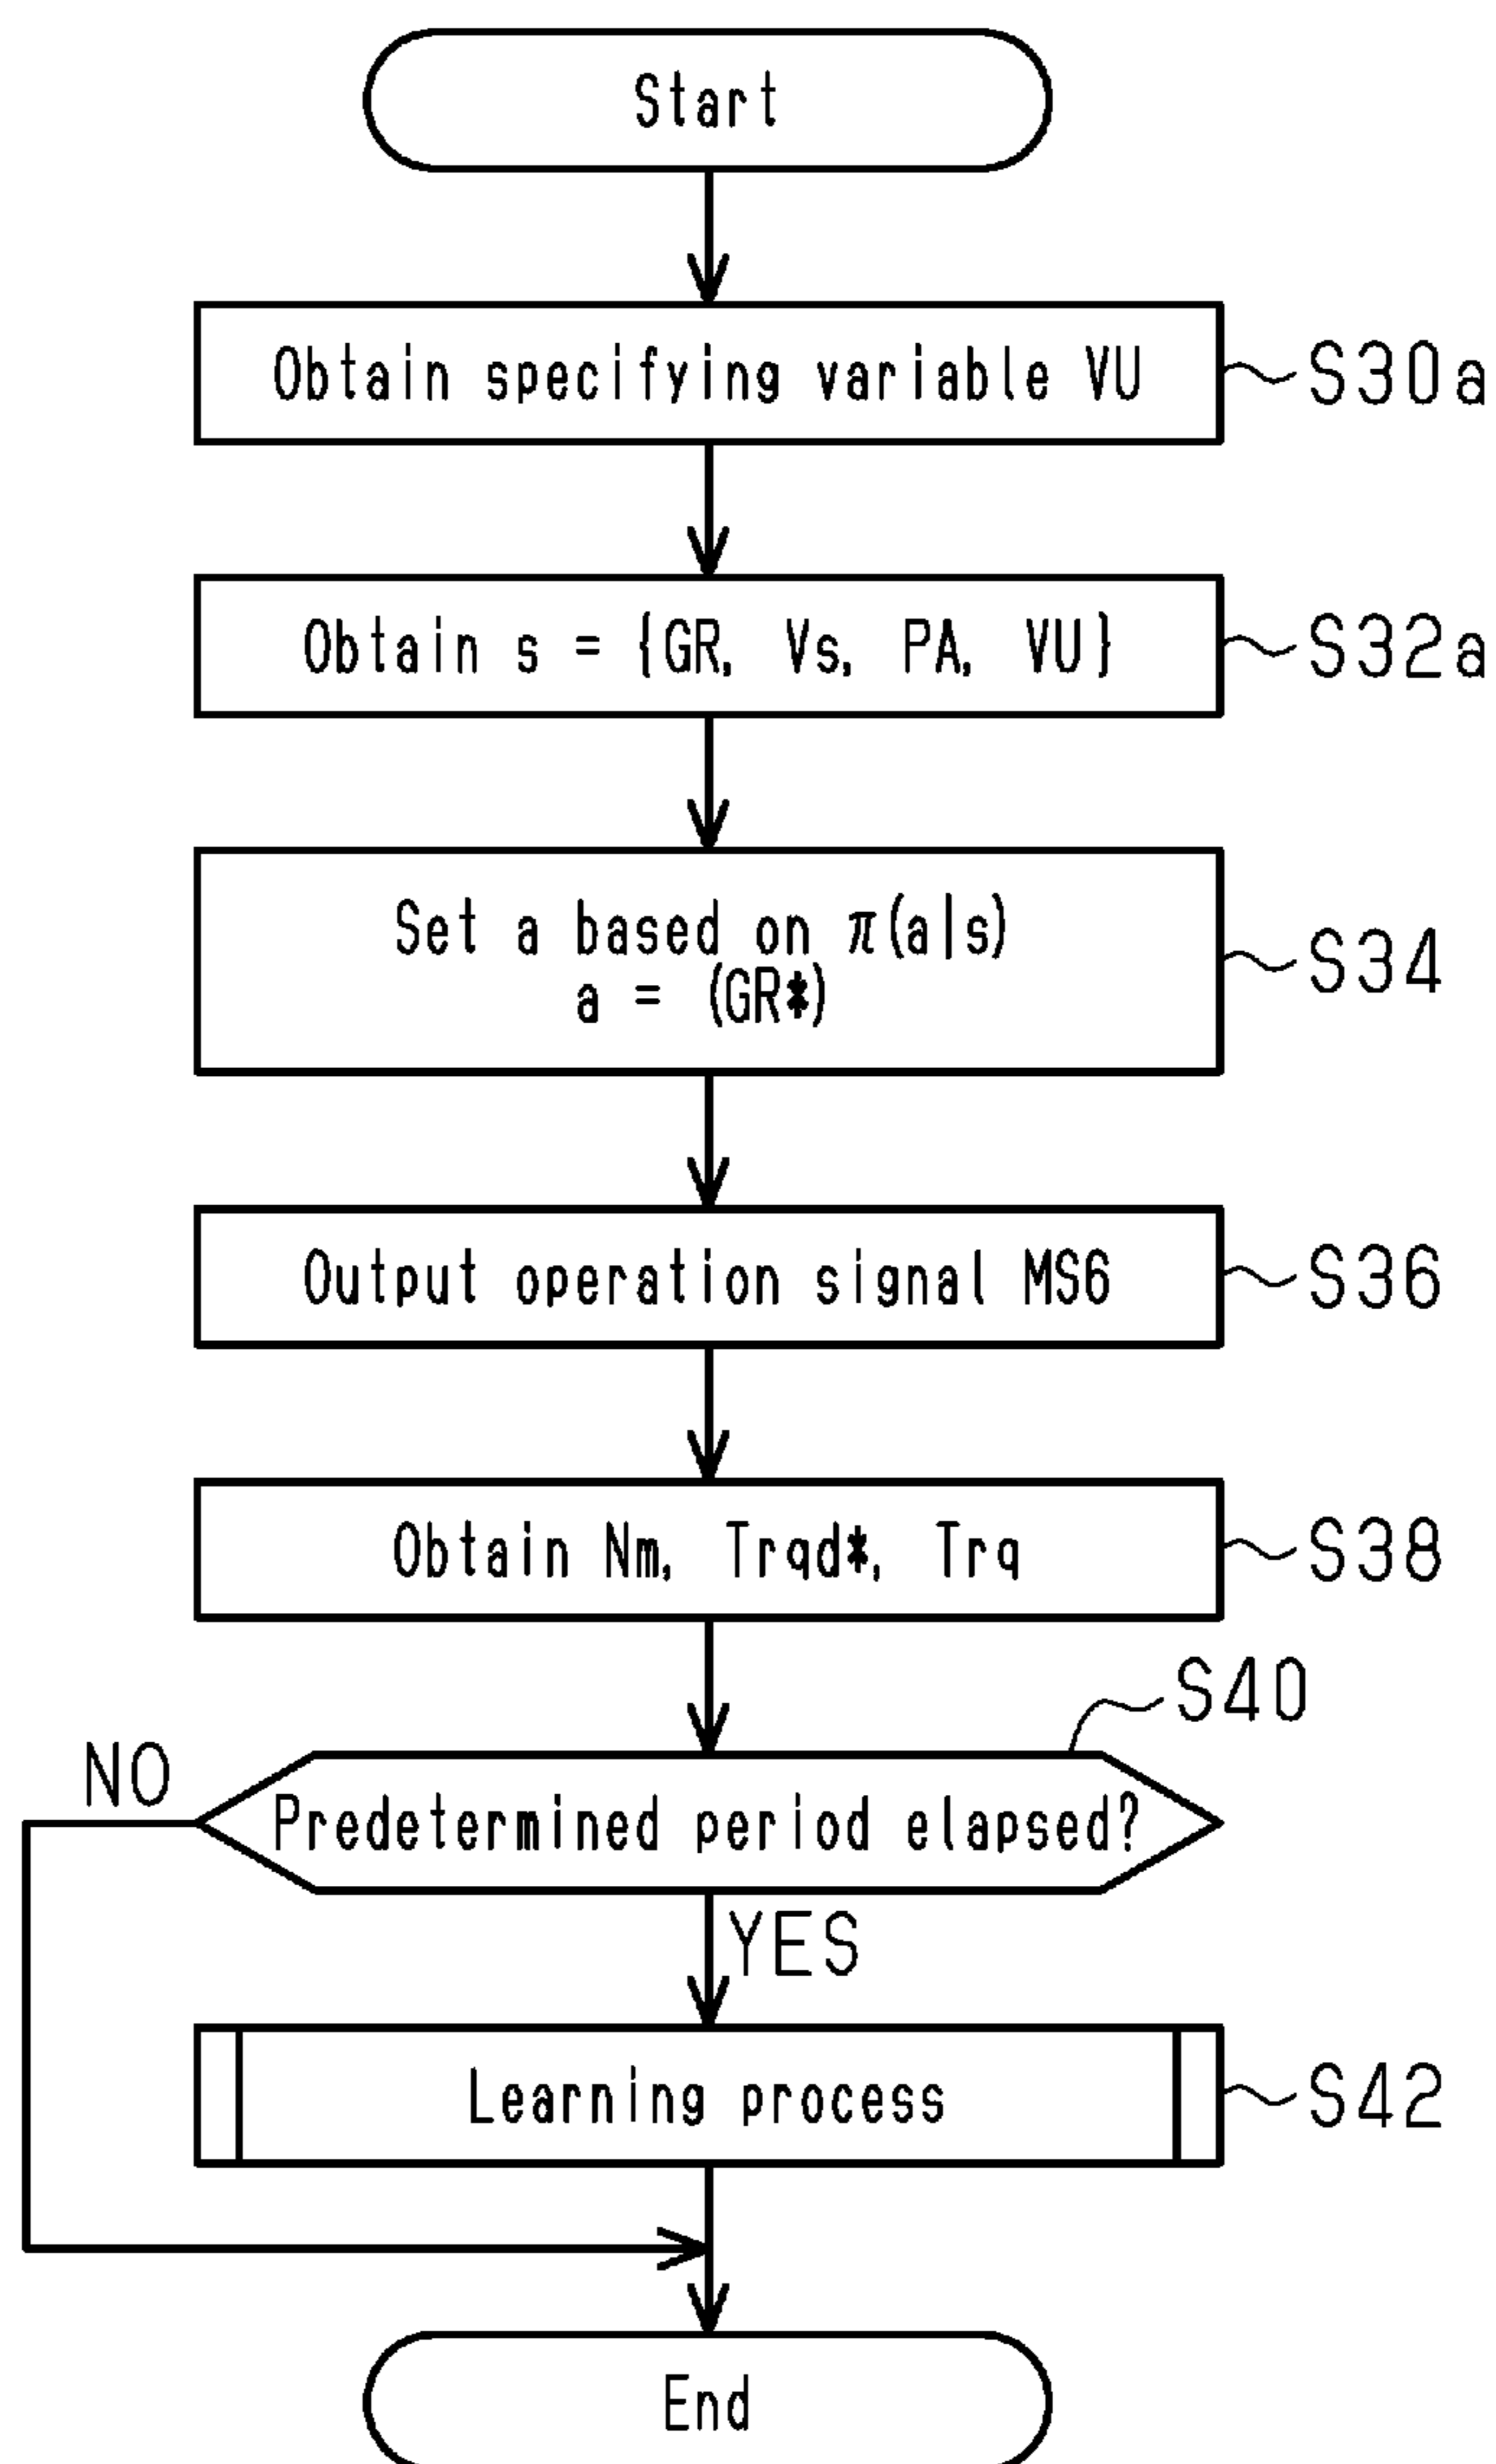 Start
Obtain specifying variable VU
S30a
Obtain s = {GR, Vs, PA, VU}
S32a
Set a based on π(a|s)
a = (GR*)
S34
Output operation signal MS6
S36
Obtain Nm, Trqd*, Trq
S38
S40
NO
Predetermined period elapsed?
YES
Learning process
S42
End